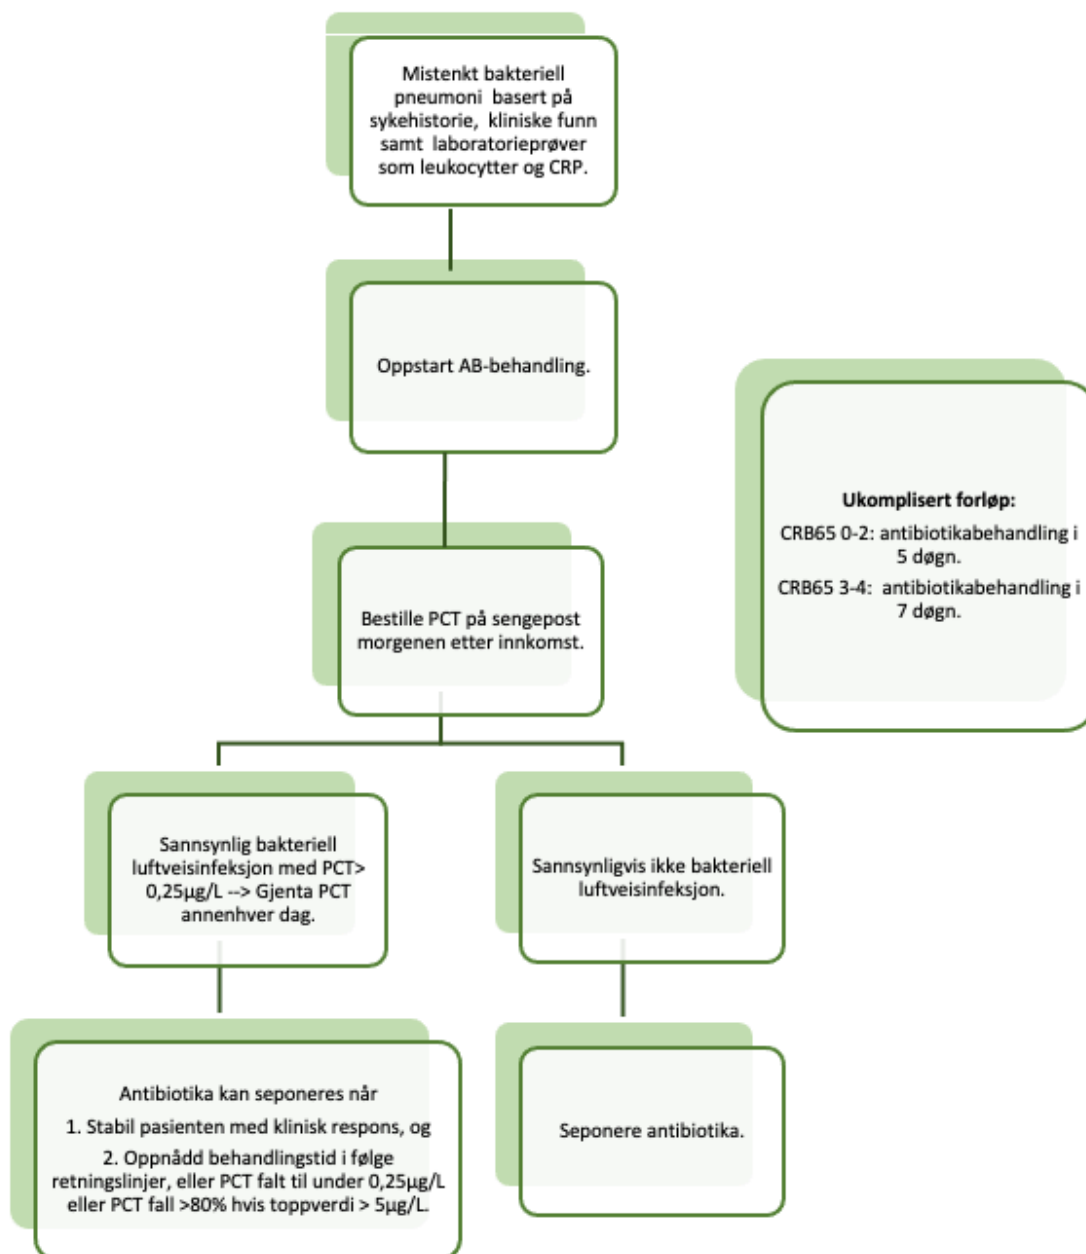 Mistenkt bakteriell
pneumoni basert på
sykehistorie, kliniske funn
samt laboratorieprøver
som leukocytter og CRP.
Oppstart AB-behandling.
Ukomplisert forløp:
CRB65 0-2: antibiotikabehandling i
5 døgn.
CRB65 3-4: antibiotikabehandling i
7 døgn.
Bestille PCT på sengepost
morgenen etter innkomst.
Sannsynlig bakteriell
luftveisinfeksjon med PCT>
0,25µg/L --> Gjenta PCT
annenhver dag.
Sannsynligvis ikke bakteriell
luftveisinfeksjon.
Antibiotika kan seponeres når
1. Stabil pasienten med klinisk respons, og
2. Oppnådd behandlingstid i følge
retningslinjer, eller PCT falt til under 0,25µg/L
eller PCT fall >80% hvis toppverdi > 5µg/L.
Seponere antibiotika.